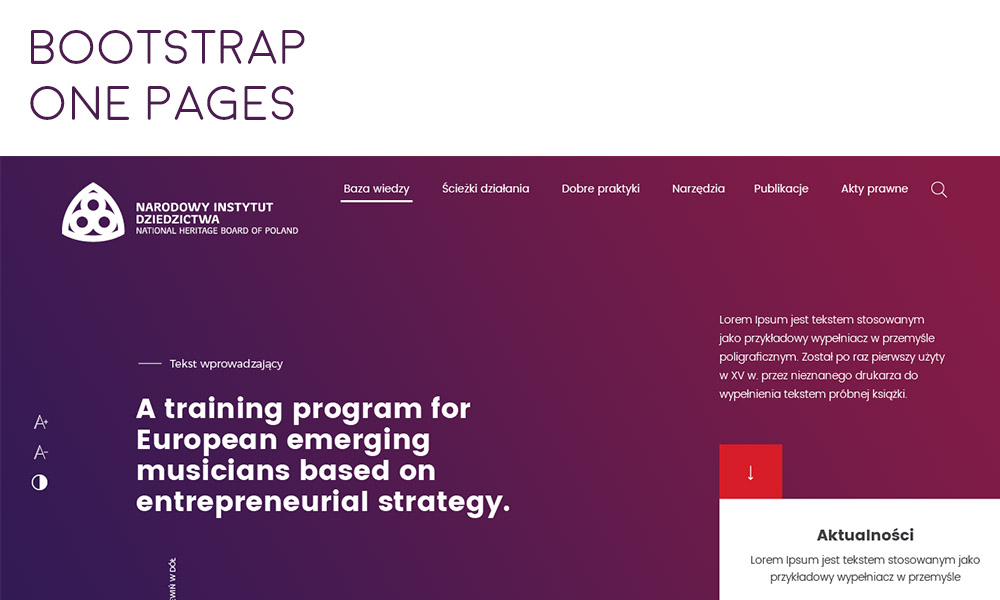 BOOTSTRAP
ONE PAGES
NARODOWY INSTYTUT
DZIEDZICTWA
NATIONAL HERITAGE BOARD OF POLAND
Baza wiedzy
Ścieżki działania
Dobre praktyki
Narzędzia
Publikacje
Akty prawne
Lorem Ipsum jest tekstem stosowanym
jako przykładowy wypełniacz w przemyśle
poligraficznym. Został po raz pierwszy użyty
w XV w. przez nieznanego drukarza do
wypełnienia tekstem próbnej książki.
Tekst wprowadzający
A training program for
European emerging
musicians based on
entrepreneurial strategy.
A+
A-
W DÓŁ
Aktualności
Lorem Ipsum jest tekstem stosowanym jako
przykładowy wypełniacz w przemyśle